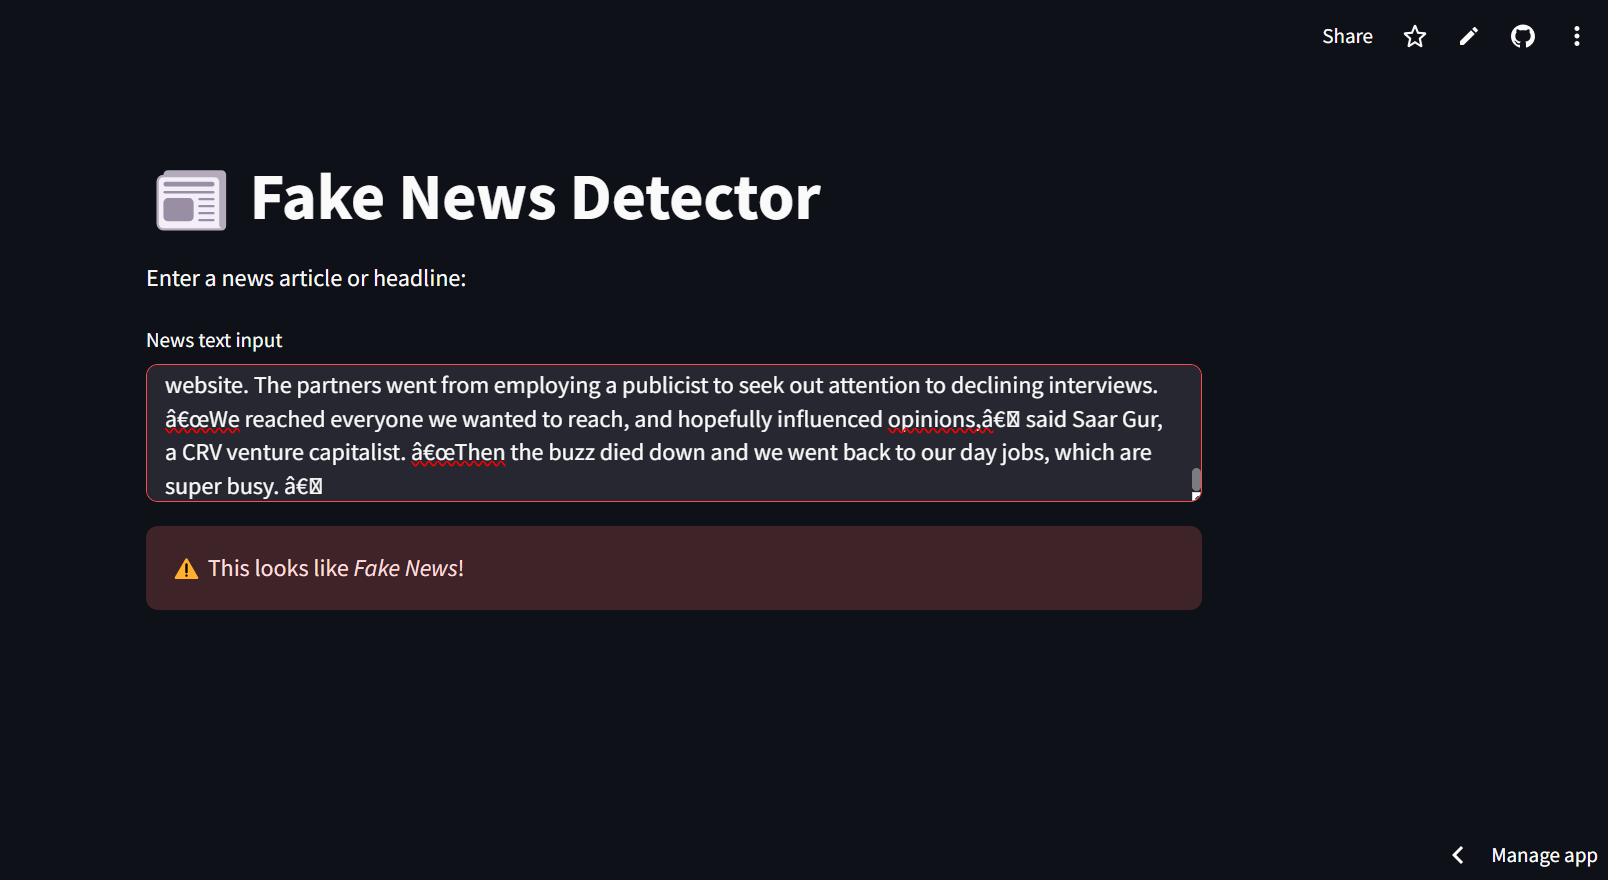 Share
Fake News Detector
Enter a news article or headline:
News text input
website. The partners went from employing a publicist to seek out attention to declining interviews.
â€œWe reached everyone we wanted to reach, and hopefully influenced opinions,â€ said Saar Gur,
a CRV venture capitalist. â€œThen the buzz died down and we went back to our day jobs, which are
super busy. â€
⚠️ This looks like Fake News!
Manage app